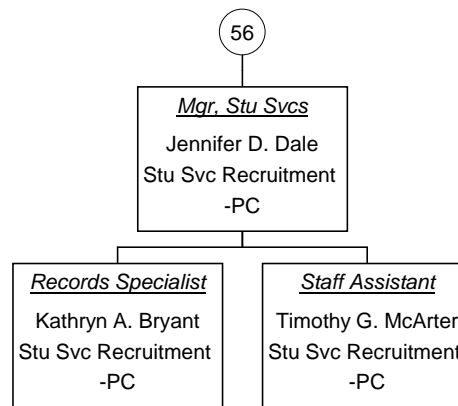 56
Mgr, Stu Svcs
Jennifer D. Dale
Stu Svc Recruitment
-PC
Records Specialist
Kathryn A. Bryant
Stu Svc Recruitment
-PC
Staff Assistant
Timothy G. McArter
Stu Svc Recruitment
-PC